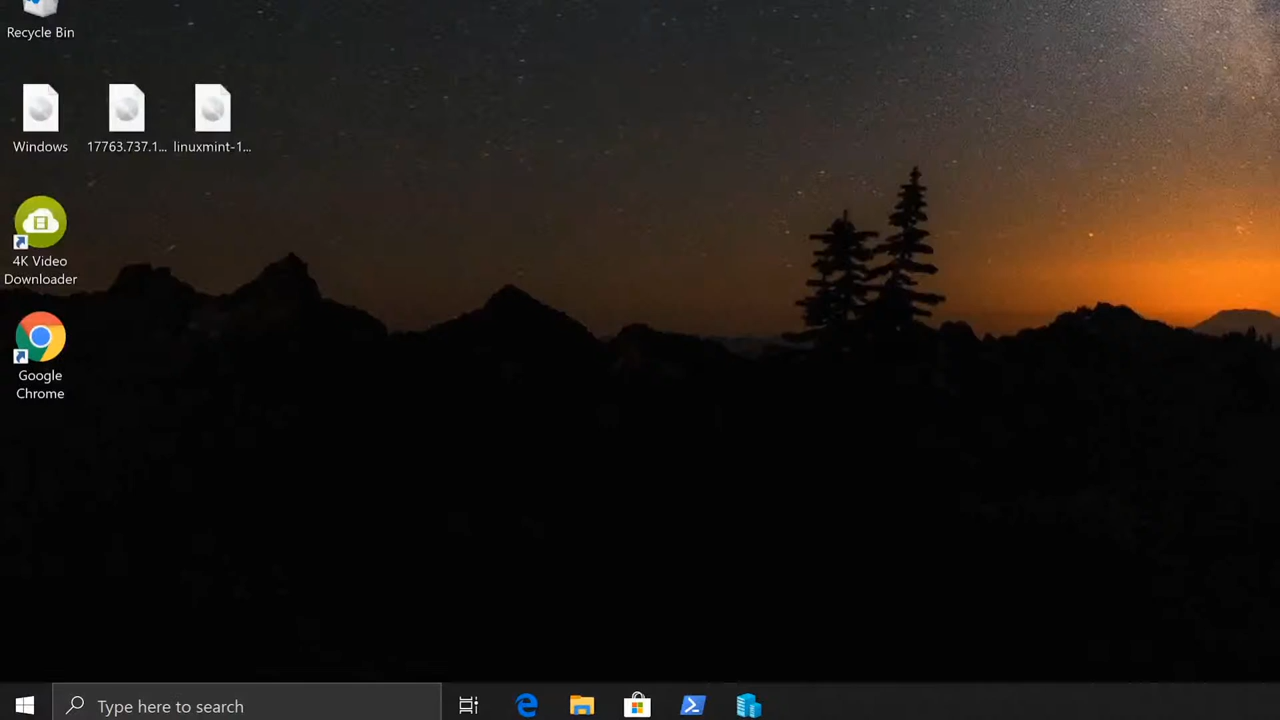 Recycle Bin
Windows
17763.737.1...
linuxmint-1...
4K Video
Downloader
Google
Chrome
Type here to search